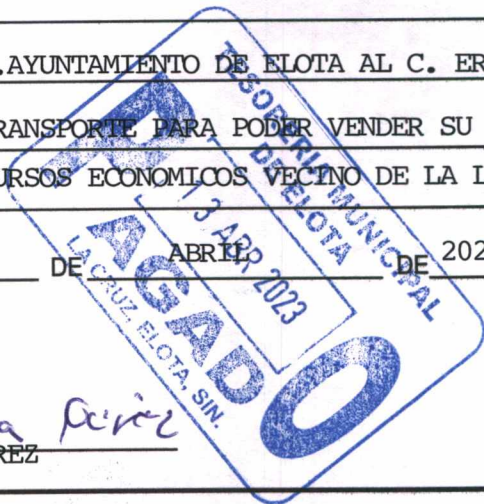 .AYUNTAMIENTO DE ELOTA AL C. ER
RANSPORTE PARA PODER VENDER SU
URSOS ECONOMICOS VECINO DE LA L
DE ABRIL DE 202
TESORERIA MUNICIPAL
DE ELOTA
13 ABR 2023
PAGADO
LA CRUZ, ELOTA, SIN.
REZ